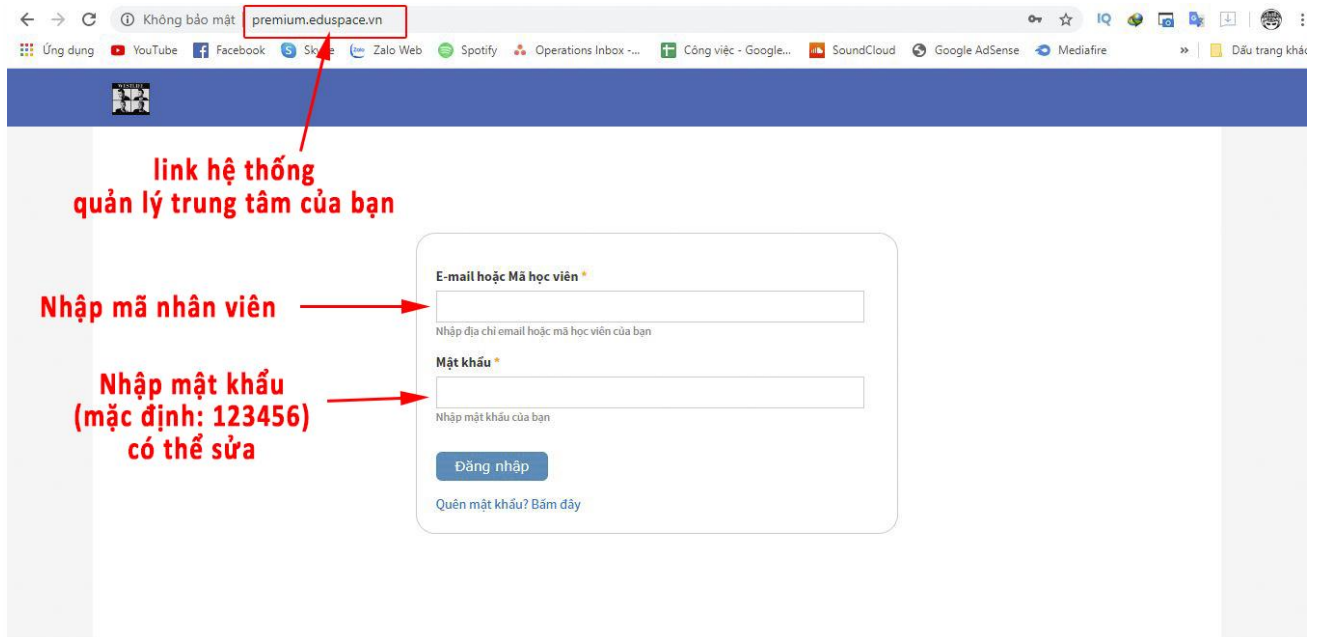 Không bảo mật premium.eduspace.vn
IQ
Ứng dụng YouTube Facebook Zalo Web Spotify Operations Inbox -... Công việc - Google... SoundCloud Google AdSense Mediafire » Dấu trang khác
WESTLIFE
link hệ thống
quản lý trung tâm của bạn
E-mail hoặc Mã học viên *
Nhập mã nhân viên
Nhập địa chỉ email hoặc mã học viên của bạn
Mật khẩu *
Nhập mật khẩu
(mặc định: 123456)
có thể sửa
Nhập mật khẩu của bạn
Đăng nhập
Quên mật khẩu? Bấm đây